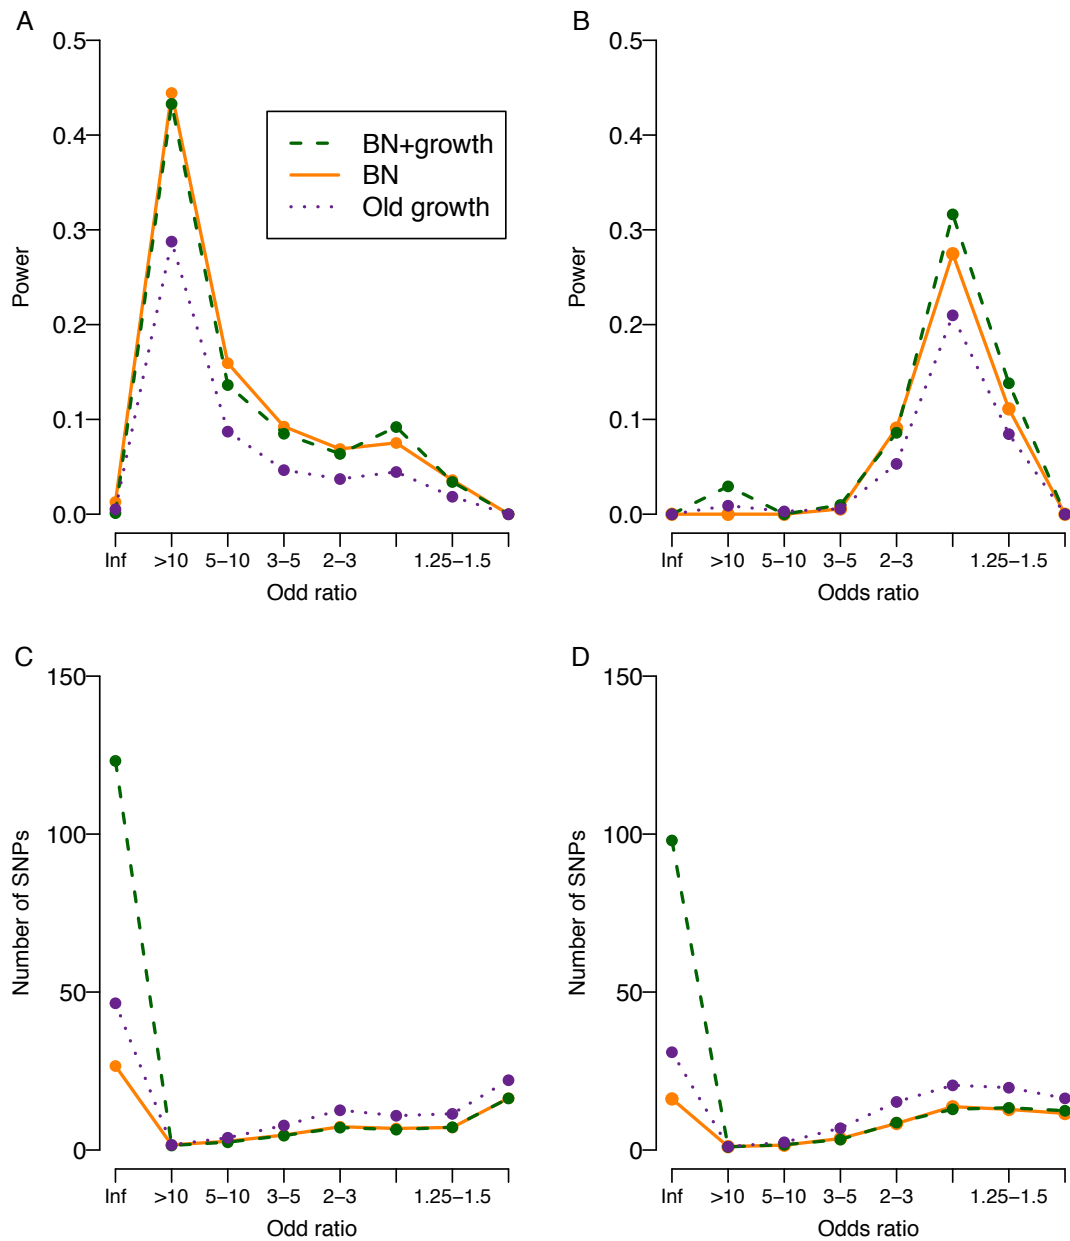 A
0.5
0.4
0.3
0.2
0.1
0.0
Power
BN+growth
BN
Old growth
Inf >10 5−10 3−5 2−3 1.25−1.5
Odd ratio
B
0.5
0.4
0.3
0.2
0.1
0.0
Power
Inf >10 5−10 3−5 2−3 1.25−1.5
Odds ratio
C
150
100
50
0
Number of SNPs
Inf >10 5−10 3−5 2−3 1.25−1.5
Odd ratio
D
150
100
50
0
Number of SNPs
Inf >10 5−10 3−5 2−3 1.25−1.5
Odds ratio